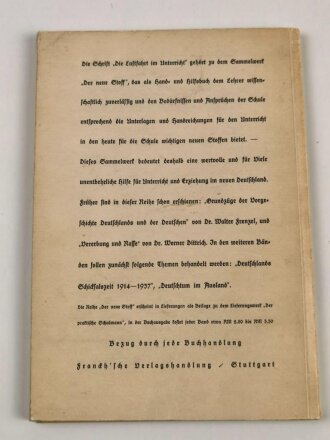 Die Schrift „Die Luftfahrt im Unterricht“ gehört zu dem Sammelwerk
„Der neue Stoff“, das als Hand- und Hilfsbuch dem Lehrer wissen-
schaftlich zuverlässig und den Bedürfnissen und Ansprüchen der Schule
entsprechend die Unterlagen und Handreichungen für den Unterricht
in den heute für die Schule wichtigen neuen Stoffen bietet. —
Dieses Sammelwerk bedeutet deshalb eine wertvolle und für Viele
unentbehrliche Hilfe für Unterricht und Erziehung im neuen Deutschland.
Früher sind in dieser Reihe schon erschienen: „Grundzüge der Vorge-
schichte Deutschlands und der Deutschen“ von Dr. Walter Frenzel, und
„Vererbung und Rasse“ von Dr. Werner Dittrich. In den weiteren Bän-
den sollen zunächst folgende Themen behandelt werden: „Deutschlands
Schicksalszeit 1914—1937“, „Deutschtum im Ausland“.
Die Reihe „Der neue Stoff“ erscheint in Lieferungen als Beilage zu dem Lieferungswerk „Der
praktische Schulmann“, in der Buchausgabe kostet jeder Band etwa RM 2.80 bis RM 3.50
Bezug durch jede Buchhandlung
Franckh'sche Verlagshandlung / Stuttgart